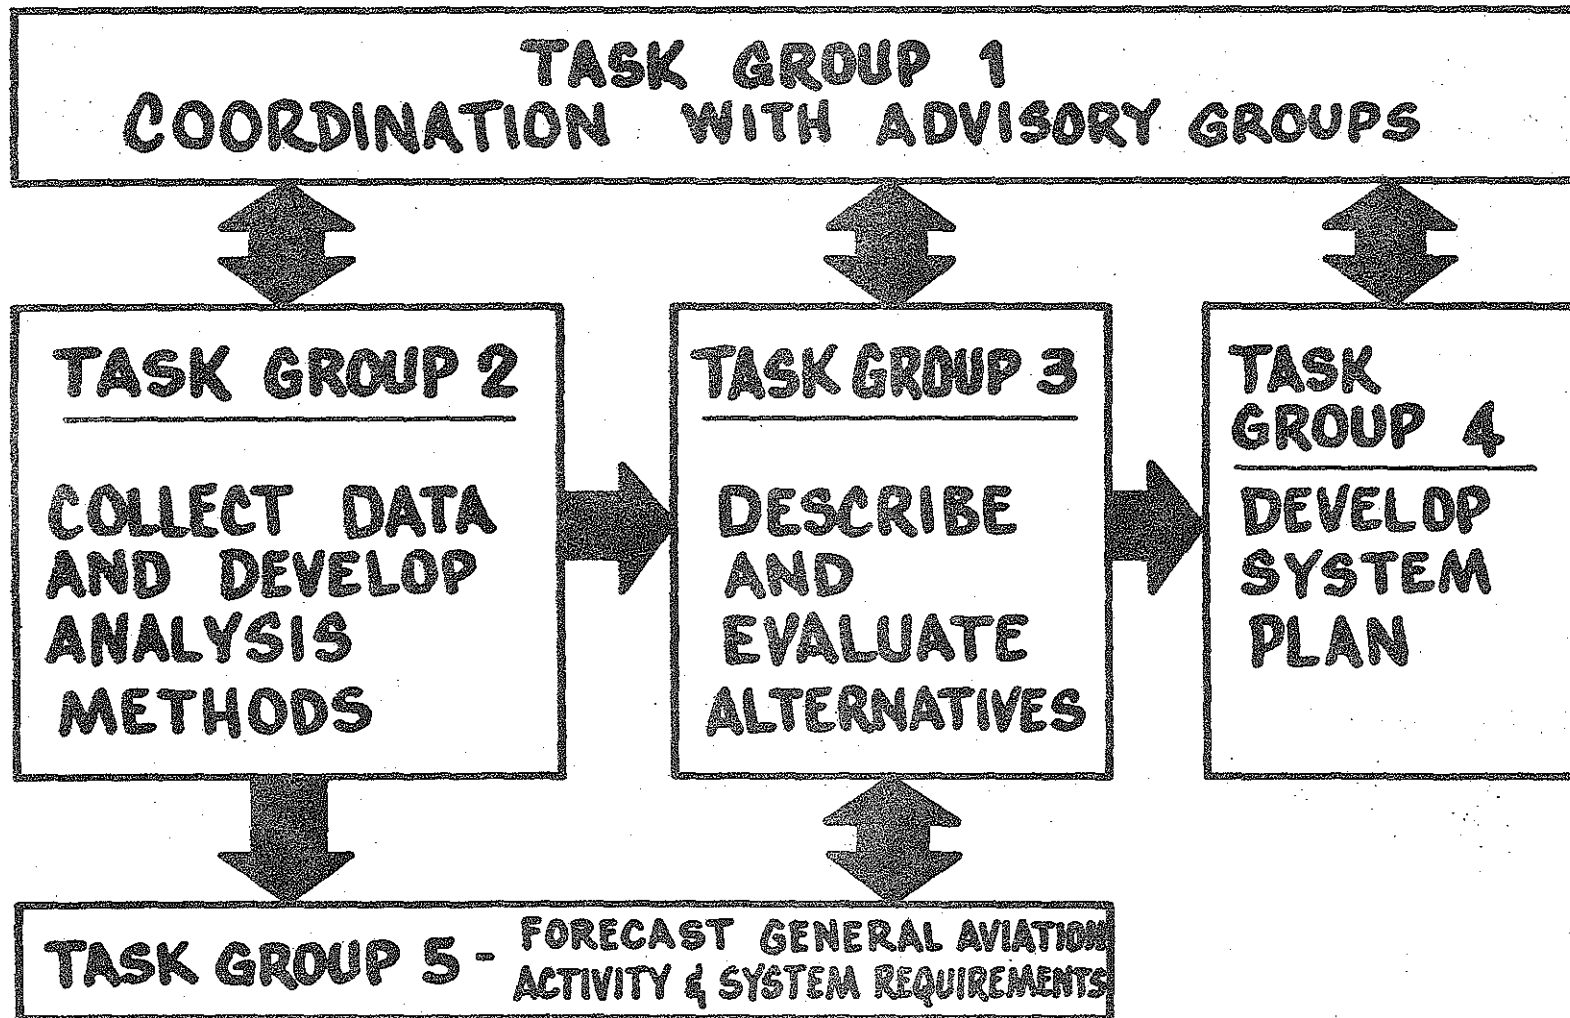 TASK GROUP 1
COORDINATION WITH ADVISORY GROUPS
TASK GROUP 2
COLLECT DATA
AND DEVELOP
ANALYSIS
METHODS
TASK GROUP 3
DESCRIBE
AND
EVALUATE
ALTERNATIVES
TASK
GROUP 4
DEVELOP
SYSTEM
PLAN
TASK GROUP 5 - FORECAST GENERAL AVIATION
ACTIVITY & SYSTEM REQUIREMENTS